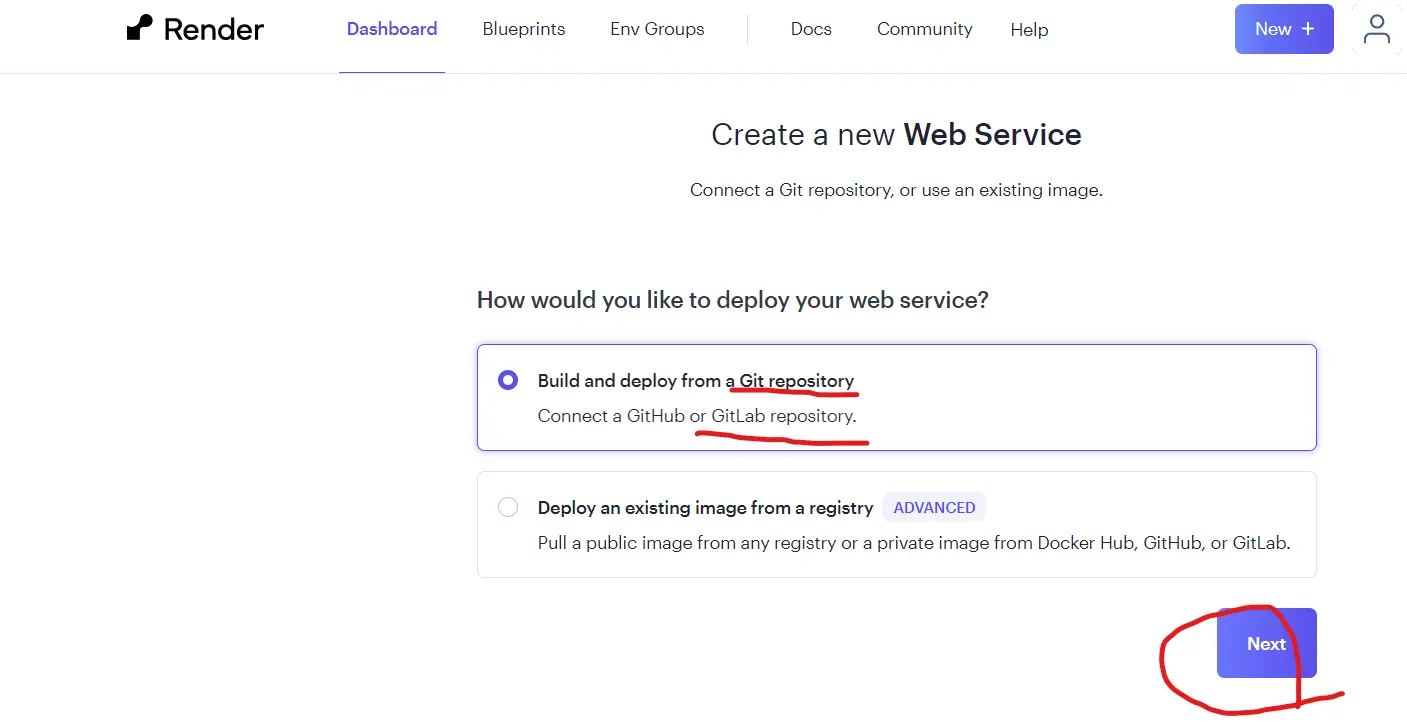 Render Dashboard Blueprints Env Groups Docs Community Help New +
Create a new Web Service
Connect a Git repository, or use an existing image.
How would you like to deploy your web service?
Build and deploy from a Git repository
Connect a GitHub or GitLab repository.
Deploy an existing image from a registry ADVANCED
Pull a public image from any registry or a private image from Docker Hub, GitHub, or GitLab.
Next